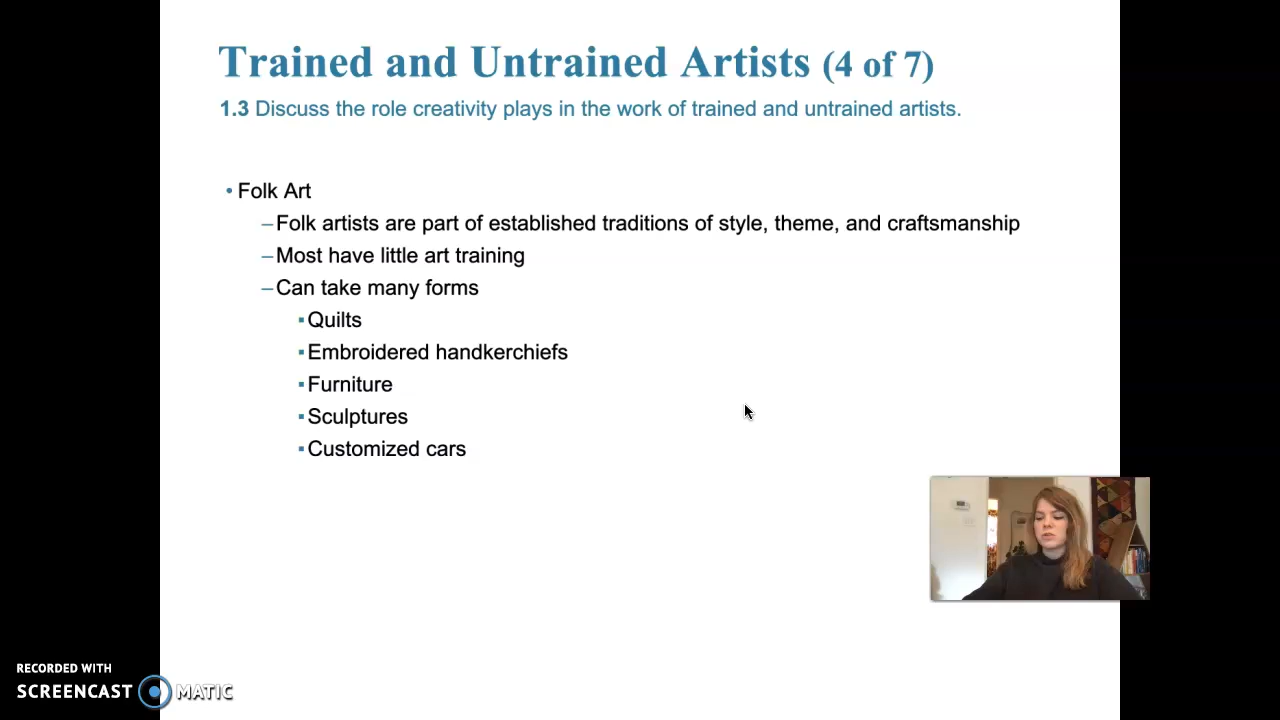 Trained and Untrained Artists (4 of 7)
1.3 Discuss the role creativity plays in the work of trained and untrained artists.
• Folk Art
–Folk artists are part of established traditions of style, theme, and craftsmanship
–Most have little art training
–Can take many forms
▪Quilts
▪Embroidered handkerchiefs
▪Furniture
▪Sculptures
▪Customized cars
RECORDED WITH
SCREENCAST MATIC